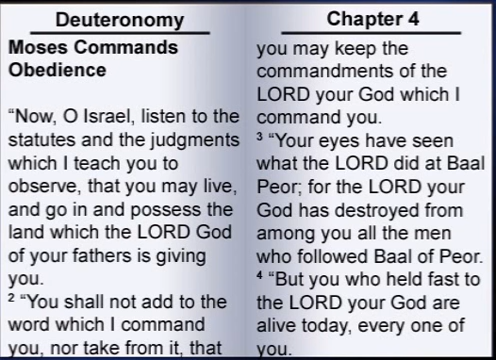 Deuteronomy
Moses Commands
Obedience
“Now, O Israel, listen to the
statutes and the judgments
which I teach you to
observe, that you may live,
and go in and possess the
land which the LORD God
of your fathers is giving
you.
2 “You shall not add to the
word which I command
you, nor take from it, that
Chapter 4
you may keep the
commandments of the
LORD your God which I
command you.
3 “Your eyes have seen
what the LORD did at Baal
Peor; for the LORD your
God has destroyed from
among you all the men
who followed Baal of Peor.
4 “But you who held fast to
the LORD your God are
alive today, every one of
you.